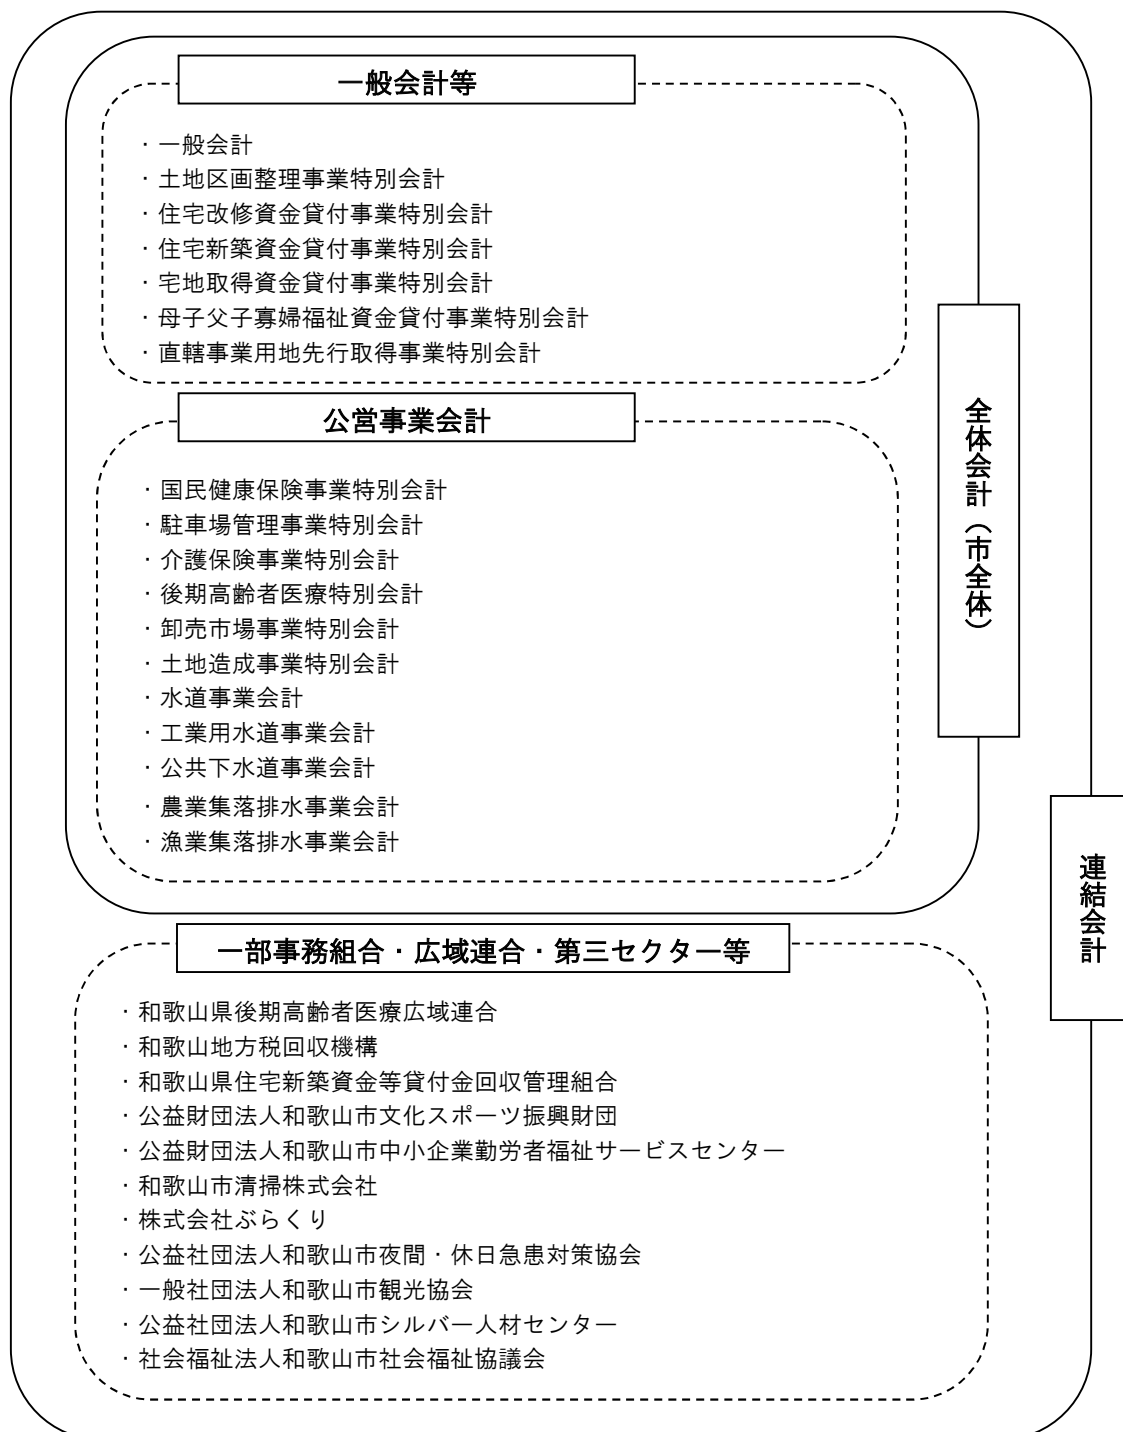 一般会計等
・一般会計
・土地区画整理事業特別会計
・住宅改修資金貸付事業特別会計
・住宅新築資金貸付事業特別会計
・宅地取得資金貸付事業特別会計
・母子父子寡婦福祉資金貸付事業特別会計
・直轄事業用地先行取得事業特別会計
公営事業会計
・国民健康保険事業特別会計
・駐車場管理事業特別会計
・介護保険事業特別会計
・後期高齢者医療特別会計
・卸売市場事業特別会計
・土地造成事業特別会計
・水道事業会計
・工業用水道事業会計
・公共下水道事業会計
・農業集落排水事業会計
・漁業集落排水事業会計
全体会計（市全体）
一部事務組合・広域連合・第三セクター等
・和歌山県後期高齢者医療広域連合
・和歌山地方税回収機構
・和歌山県住宅新築資金等貸付金回収管理組合
・公益財団法人和歌山市文化スポーツ振興財団
・公益財団法人和歌山市中小企業勤労者福祉サービスセンター
・和歌山市清掃株式会社
・株式会社ぶらくり
・公益社団法人和歌山市夜間・休日急患対策協会
・一般社団法人和歌山市観光協会
・公益社団法人和歌山市シルバー人材センター
・社会福祉法人和歌山市社会福祉協議会
連結会計